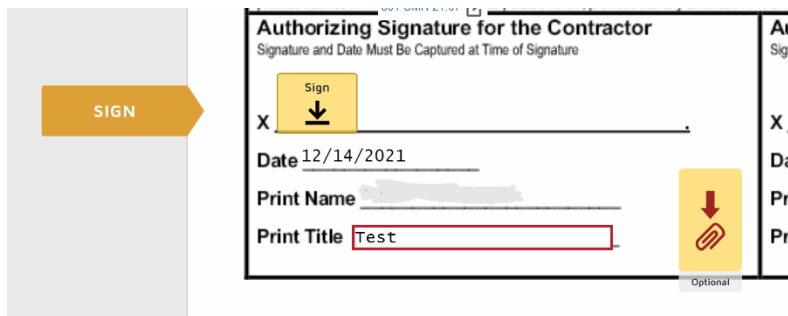 Authorizing Signature for the Contractor
Signature and Date Must Be Captured at Time of Signature
Sign
SIGN
X
X
Date 12/14/2021
Print Name
Print Title Test
Optional